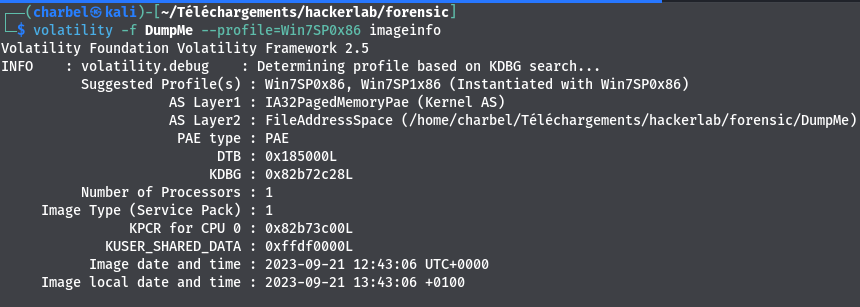 ┌──(charbel㉿kali)-[~/Téléchargements/hackerlab/forensic]
└─$ volatility -f DumpMe --profile=Win7SP0x86 imageinfo
Volatility Foundation Volatility Framework 2.5
INFO    : volatility.debug    : Determining profile based on KDBG search...
Suggested Profile(s) : Win7SP0x86, Win7SP1x86 (Instantiated with Win7SP0x86)
AS Layer1 : IA32PagedMemoryPae (Kernel AS)
AS Layer2 : FileAddressSpace (/home/charbel/Téléchargements/hackerlab/forensic/DumpMe)
PAE type : PAE
DTB : 0x185000L
KDBG : 0x82b72c28L
Number of Processors : 1
Image Type (Service Pack) : 1
KPCR for CPU 0 : 0x82b73c00L
KUSER_SHARED_DATA : 0xffdf0000L
Image date and time : 2023-09-21 12:43:06 UTC+0000
Image local date and time : 2023-09-21 13:43:06 +0100